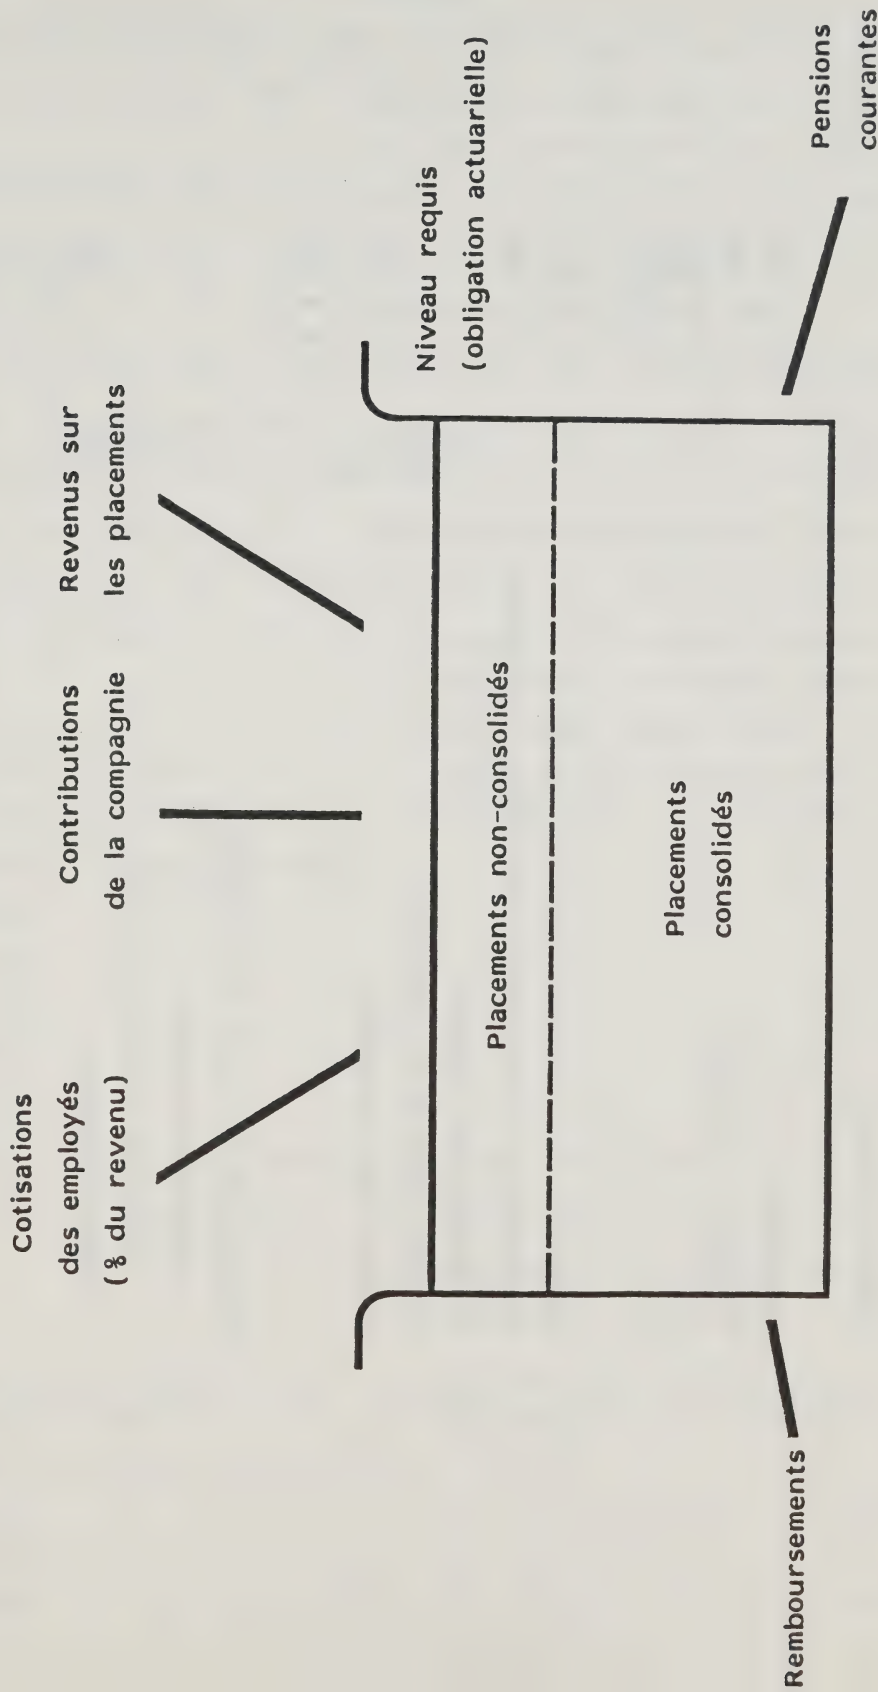 Cotisations
des employés
(% du revenu)
Contributions
de la compagnie
Revenus sur
les placements
Niveau requis
(obligation actuarielle)
Placements non-consolidés
Placements
consolidés
Remboursements
Pensions
courantes